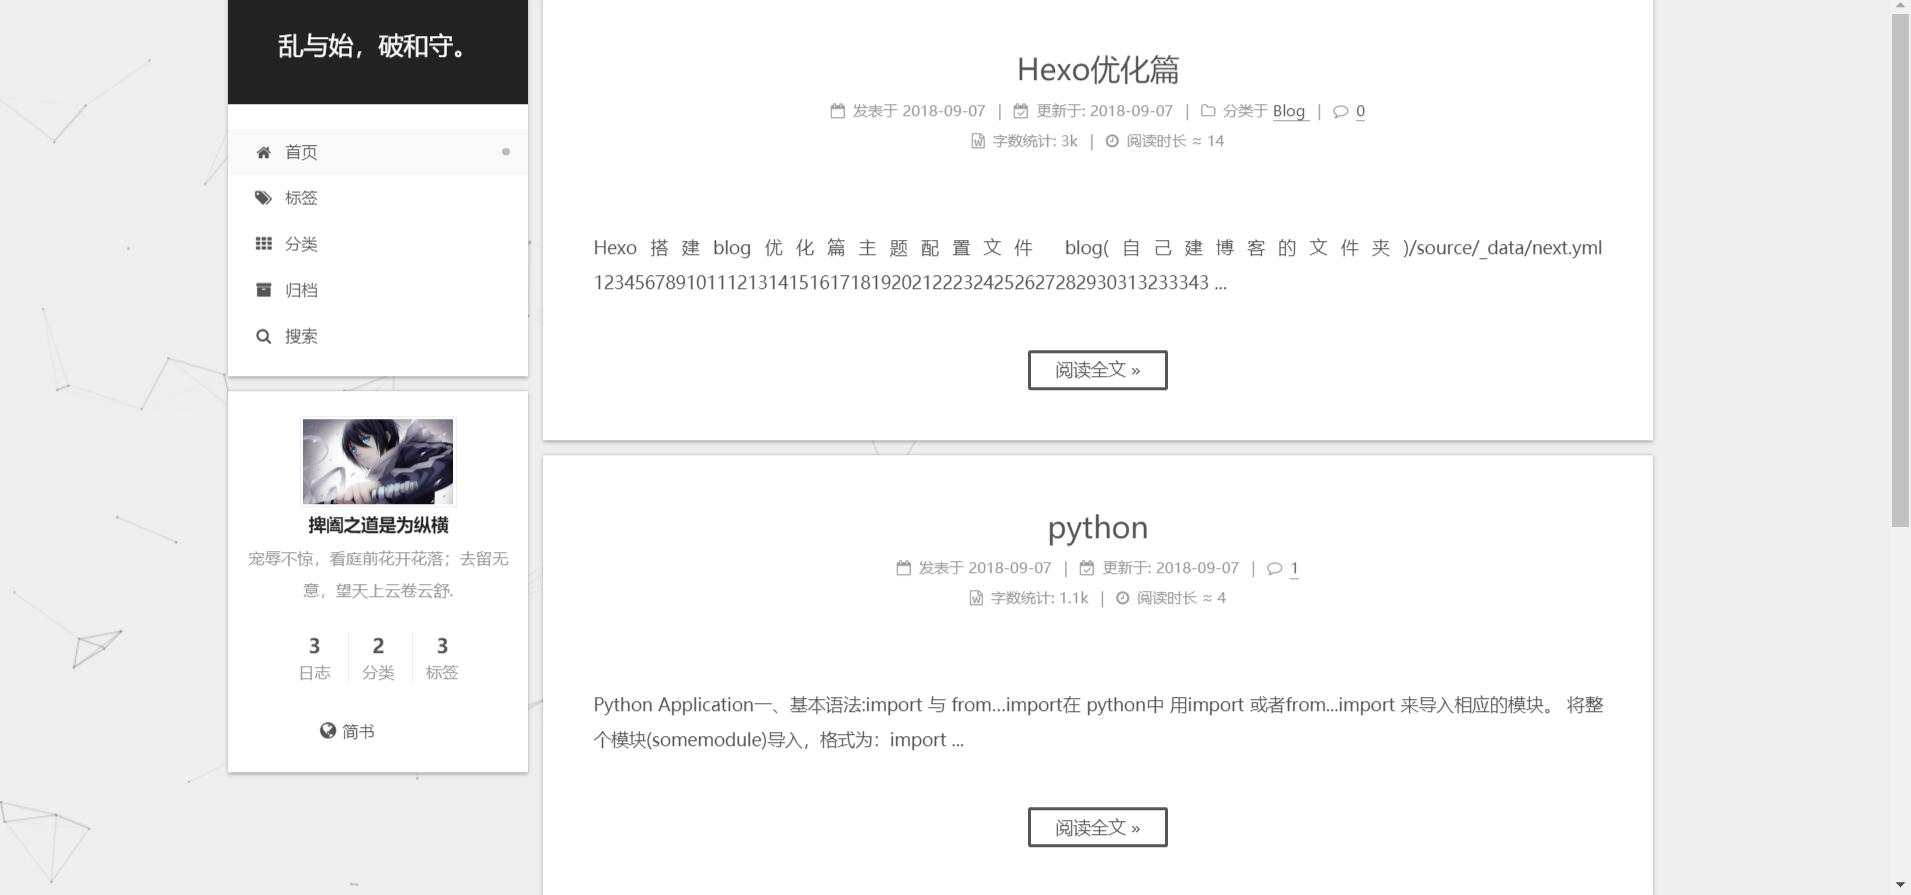 乱与始，破和守。
首页
标签
分类
归档
搜索
捭阖之道是为纵横
宠辱不惊，看庭前花开花落；去留无
意，望天上云卷云舒.
3 2 3
日志 分类 标签
简书
Hexo优化篇
发表于 2018-09-07 | 更新于: 2018-09-07 | 分类于 Blog | 0
字数统计: 3k | 阅读时长 ≈ 14
Hexo 搭建 blog 优化篇主题配置文件 blog(自己建博客的文件夹)/source/_data/next.yml
1234567891011121314151617181920212223242526272829303132333​43 ...
阅读全文 »
python
发表于 2018-09-07 | 更新于: 2018-09-07 | 1
字数统计: 1.1k | 阅读时长 ≈ 4
Python Application一、基本语法:import 与 from...import在 python中 用import 或者from...import 来导入相应的模块。 将整
个模块(somemodule)导入，格式为：import ...
阅读全文 »